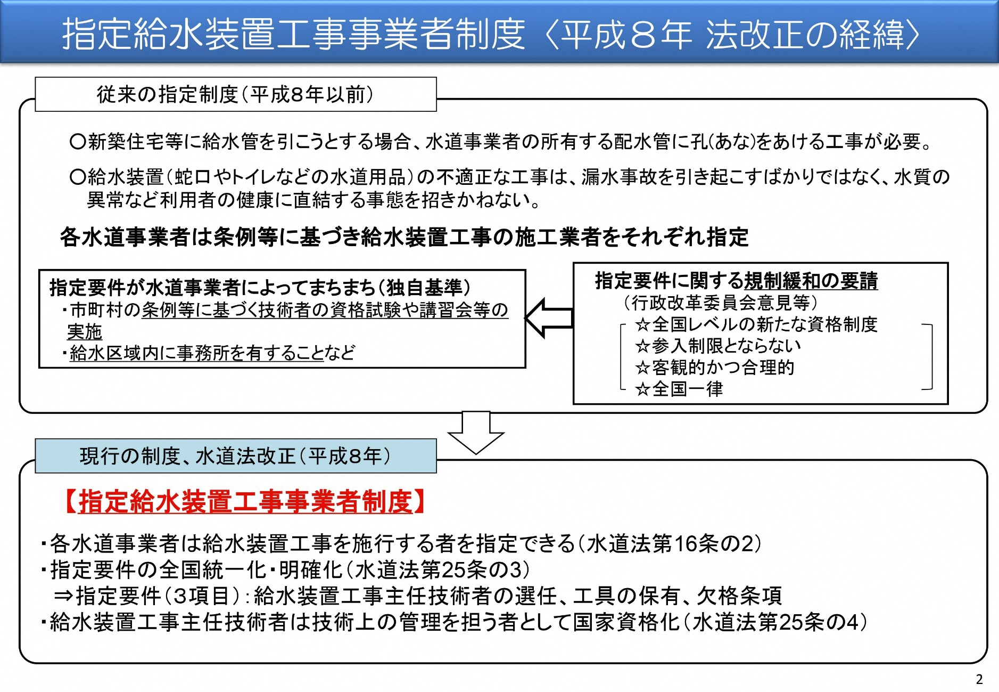 指定給水装置工事事業者制度〈平成８年 法改正の経緯〉
従来の指定制度（平成８年以前）
○新築住宅等に給水管を引こうとする場合、水道事業者の所有する配水管に孔(あな)をあける工事が必要。
○給水装置（蛇口やトイレなどの水道用品）の不適正な工事は、漏水事故を引き起こすばかりではなく、水質の
異常など利用者の健康に直結する事態を招きかねない。
各水道事業者は条例等に基づき給水装置工事の施工業者をそれぞれ指定
指定要件が水道事業者によってまちまち（独自基準）
・市町村の条例等に基づく技術者の資格試験や講習会等の
実施
・給水区域内に事務所を有することなど
指定要件に関する規制緩和の要請
（行政改革委員会意見等）
☆全国レベルの新たな資格制度
☆参入制限とならない
☆客観的かつ合理的
☆全国一律
現行の制度、水道法改正（平成８年）
【指定給水装置工事事業者制度】
・各水道事業者は給水装置工事を施行する者を指定できる（水道法第16条の2）
・指定要件の全国統一化・明確化（水道法第25条の3）
⇒指定要件（３項目）：給水装置工事主任技術者の選任、工具の保有、欠格条項
・給水装置工事主任技術者は技術上の管理を担う者として国家資格化（水道法第25条の4）
2